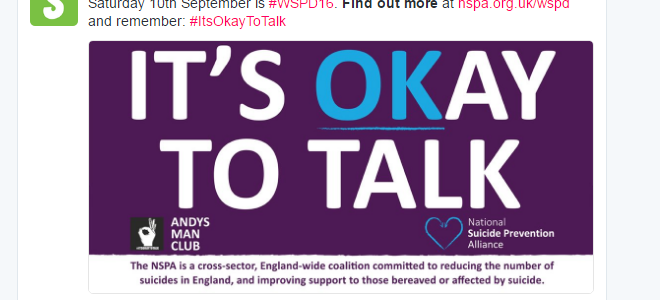 Saturday 10th September is #WSPD16. Find out more at nspa.org.uk/wspd
and remember: #ItsOkayToTalk
IT'S OKAY
TO TALK
ANDYS
MAN
CLUB
National
Suicide Prevention
Alliance
The NSPA is a cross-sector, England-wide coalition committed to reducing the number of
suicides in England, and improving support to those bereaved or affected by suicide.